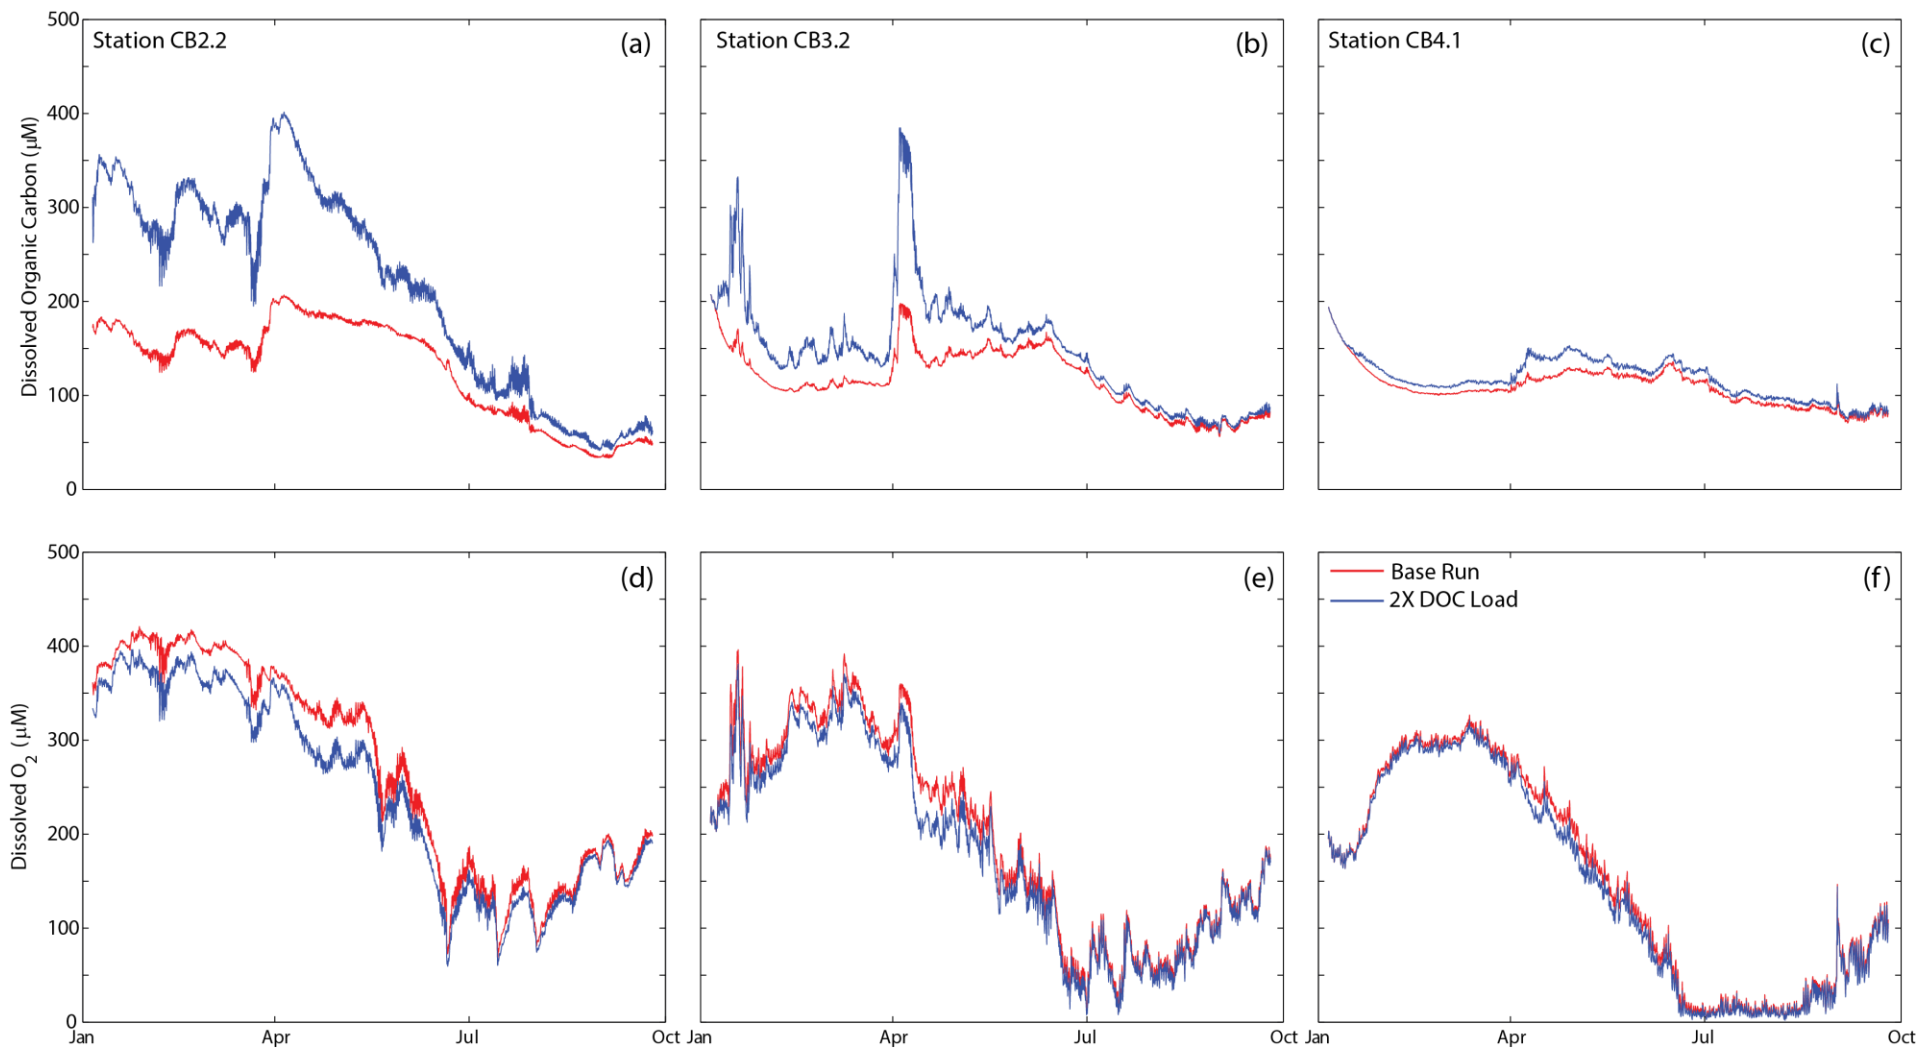 500
400
300
200
100
0
Dissolved Organic Carbon (μM)
Station CB2.2
(a)
Station CB3.2
(b)
Station CB4.1
(c)
500
400
300
200
100
0
Dissolved O2 (μM)
(d)
(e)
Base Run
2X DOC Load
(f)
Jan Apr Jul Oct Jan Apr Jul Oct Jan Apr Jul Oct